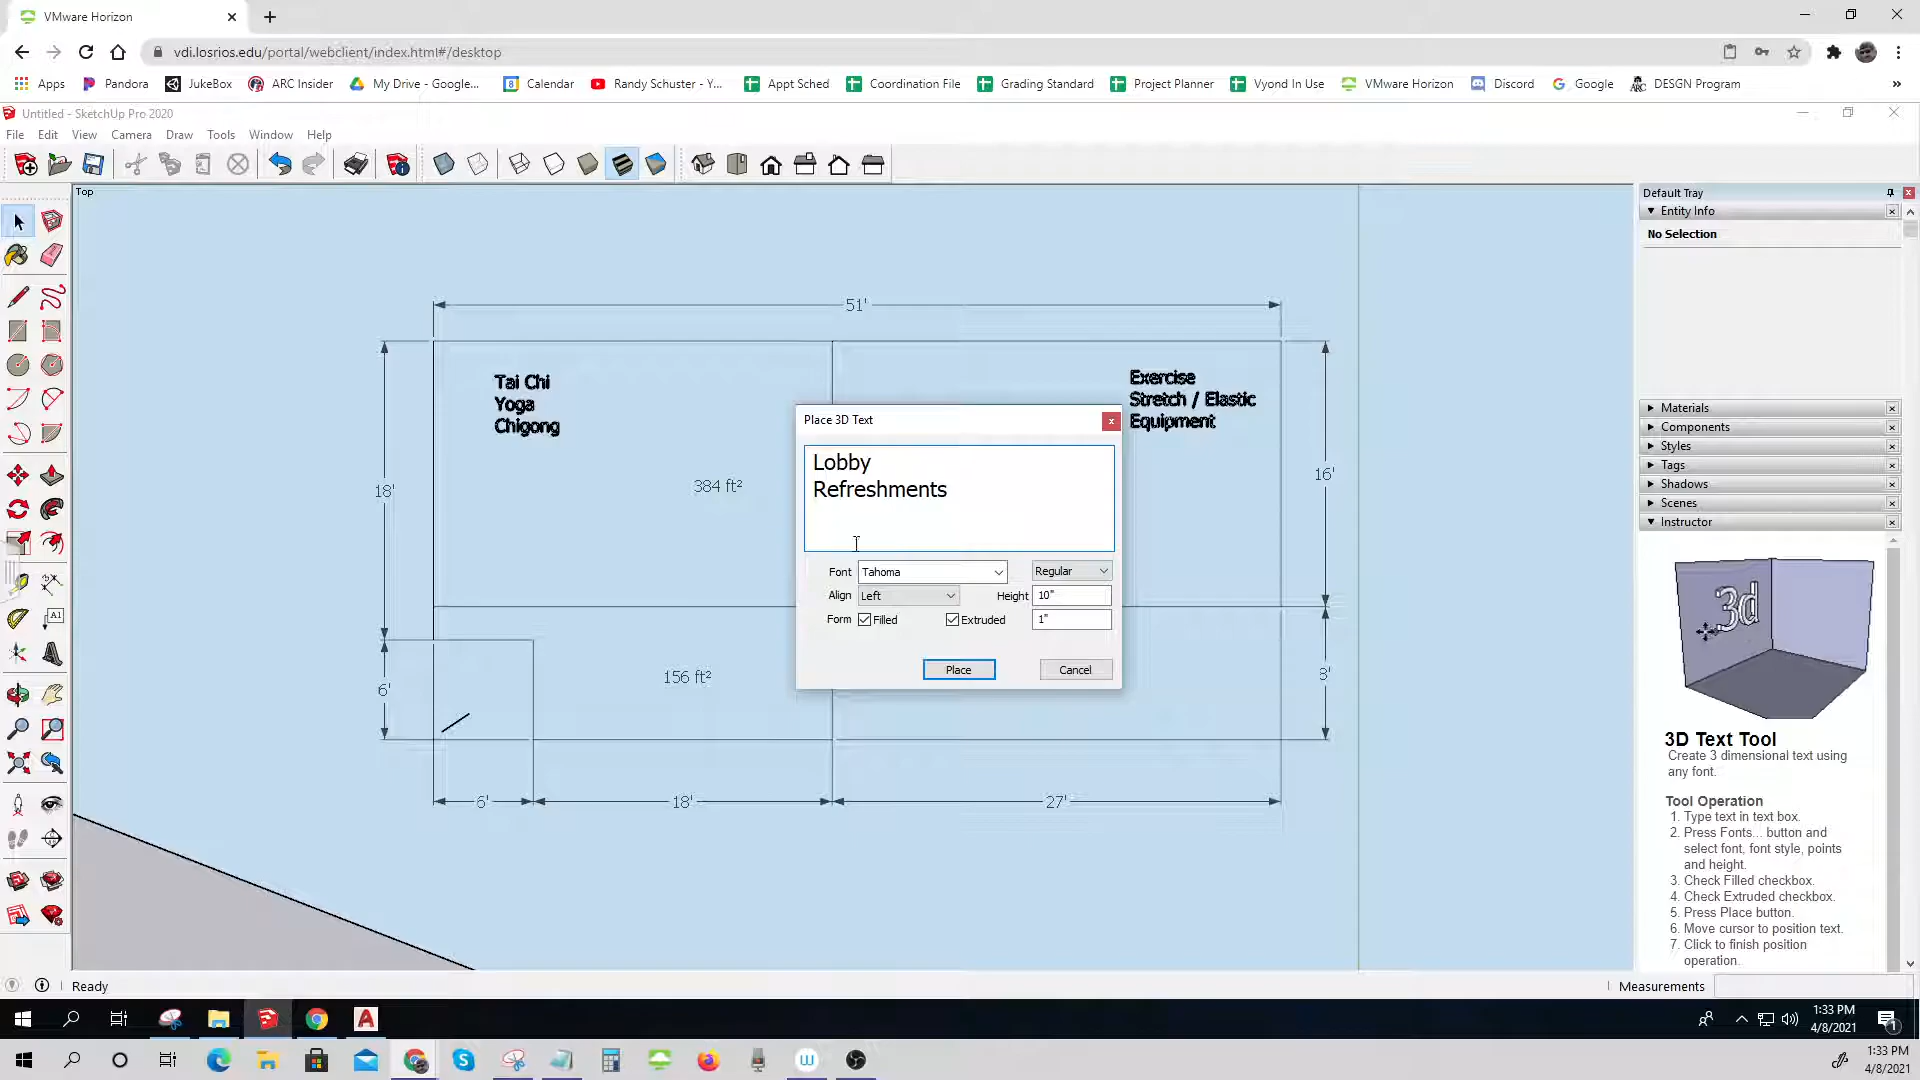 VMware Horizon
vdi.losrios.edu/portal/webclient/index.html#/desktop
Apps
Pandora
JukeBox
ARC Insider
My Drive - Google...
Calendar
Randy Schuster - Y...
Appt Sched
Coordination File
Grading Standard
Project Planner
Vyond In Use
VMware Horizon
Discord
Google
DESGN Program
»
Untitled - SketchUp Pro 2020
File Edit View Camera Draw Tools Window Help
Top
Default Tray
Entity Info
No Selection
51'
Tai Chi
Yoga
Chigong
Exercise
Stretch / Elastic
Equipment
384 ft²
18'
16'
156 ft²
6'
8'
6'
18'
27'
Place 3D Text
Lobby
Refreshments
Font Tahoma Regular
Align Left Height 10"
Form Filled Extruded 1"
Place Cancel
Materials
Components
Styles
Tags
Shadows
Scenes
Instructor
3d
3D Text Tool
Create 3 dimensional text using
any font.
Tool Operation
1. Type text in text box.
2. Press Fonts... button and
select font, font style, points
and height.
3. Check Filled checkbox.
4. Check Extruded checkbox.
5. Press Place button.
6. Move cursor to position text.
7. Click to finish position
operation.
A1
Ready
Measurements
1:33 PM
4/8/2021
1
1:33 PM
4/8/2021